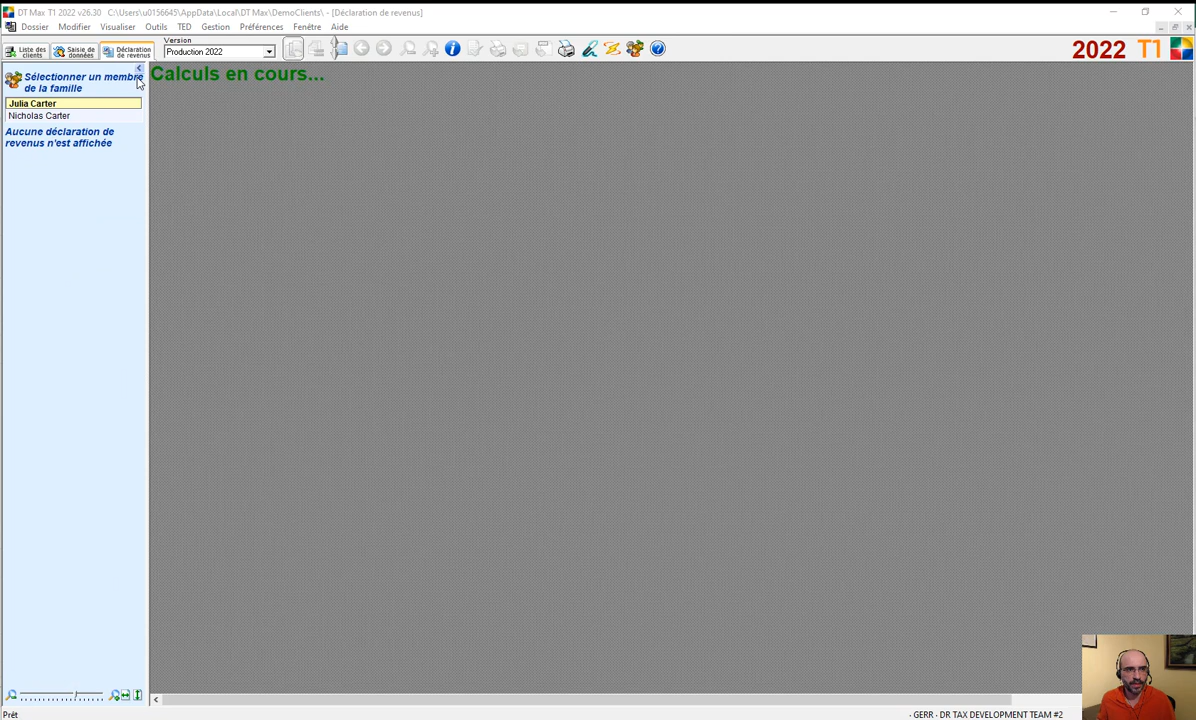 DT Max T1 2022 v26.30 C:\Users\u0156645\AppData\Local\DT Max\DemoClients\ - [Déclaration de revenus]
Dossier Modifier Visualiser Outils TED Gestion Préférences Fenêtre Aide
Liste des clients
Saisie de données
Déclaration de revenus
Version
Production 2022
2022 T1
Sélectionner un membre
de la famille
Julia Carter
Nicholas Carter
Aucune déclaration de
revenus n'est affichée
Calculs en cours...
Prêt
- GERR - DR TAX DEVELOPMENT TEAM #2